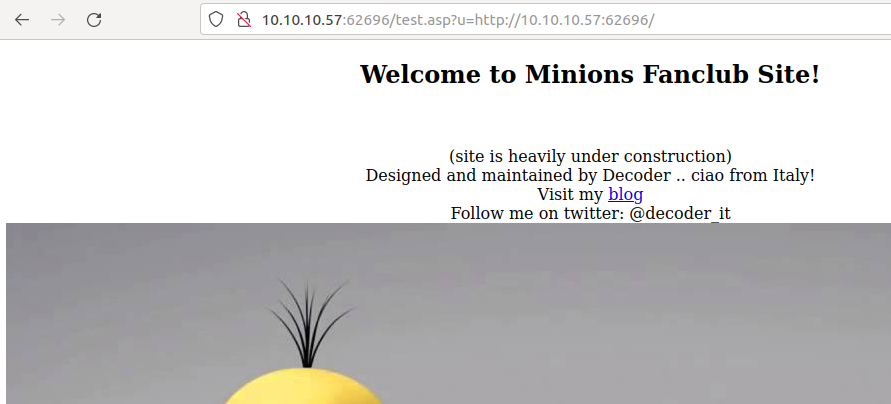 10.10.10.57:62696/test.asp?u=http://10.10.10.57:62696/
Welcome to Minions Fanclub Site!
(site is heavily under construction)
Designed and maintained by Decoder .. ciao from Italy!
Visit my blog
Follow me on twitter: @decoder_it